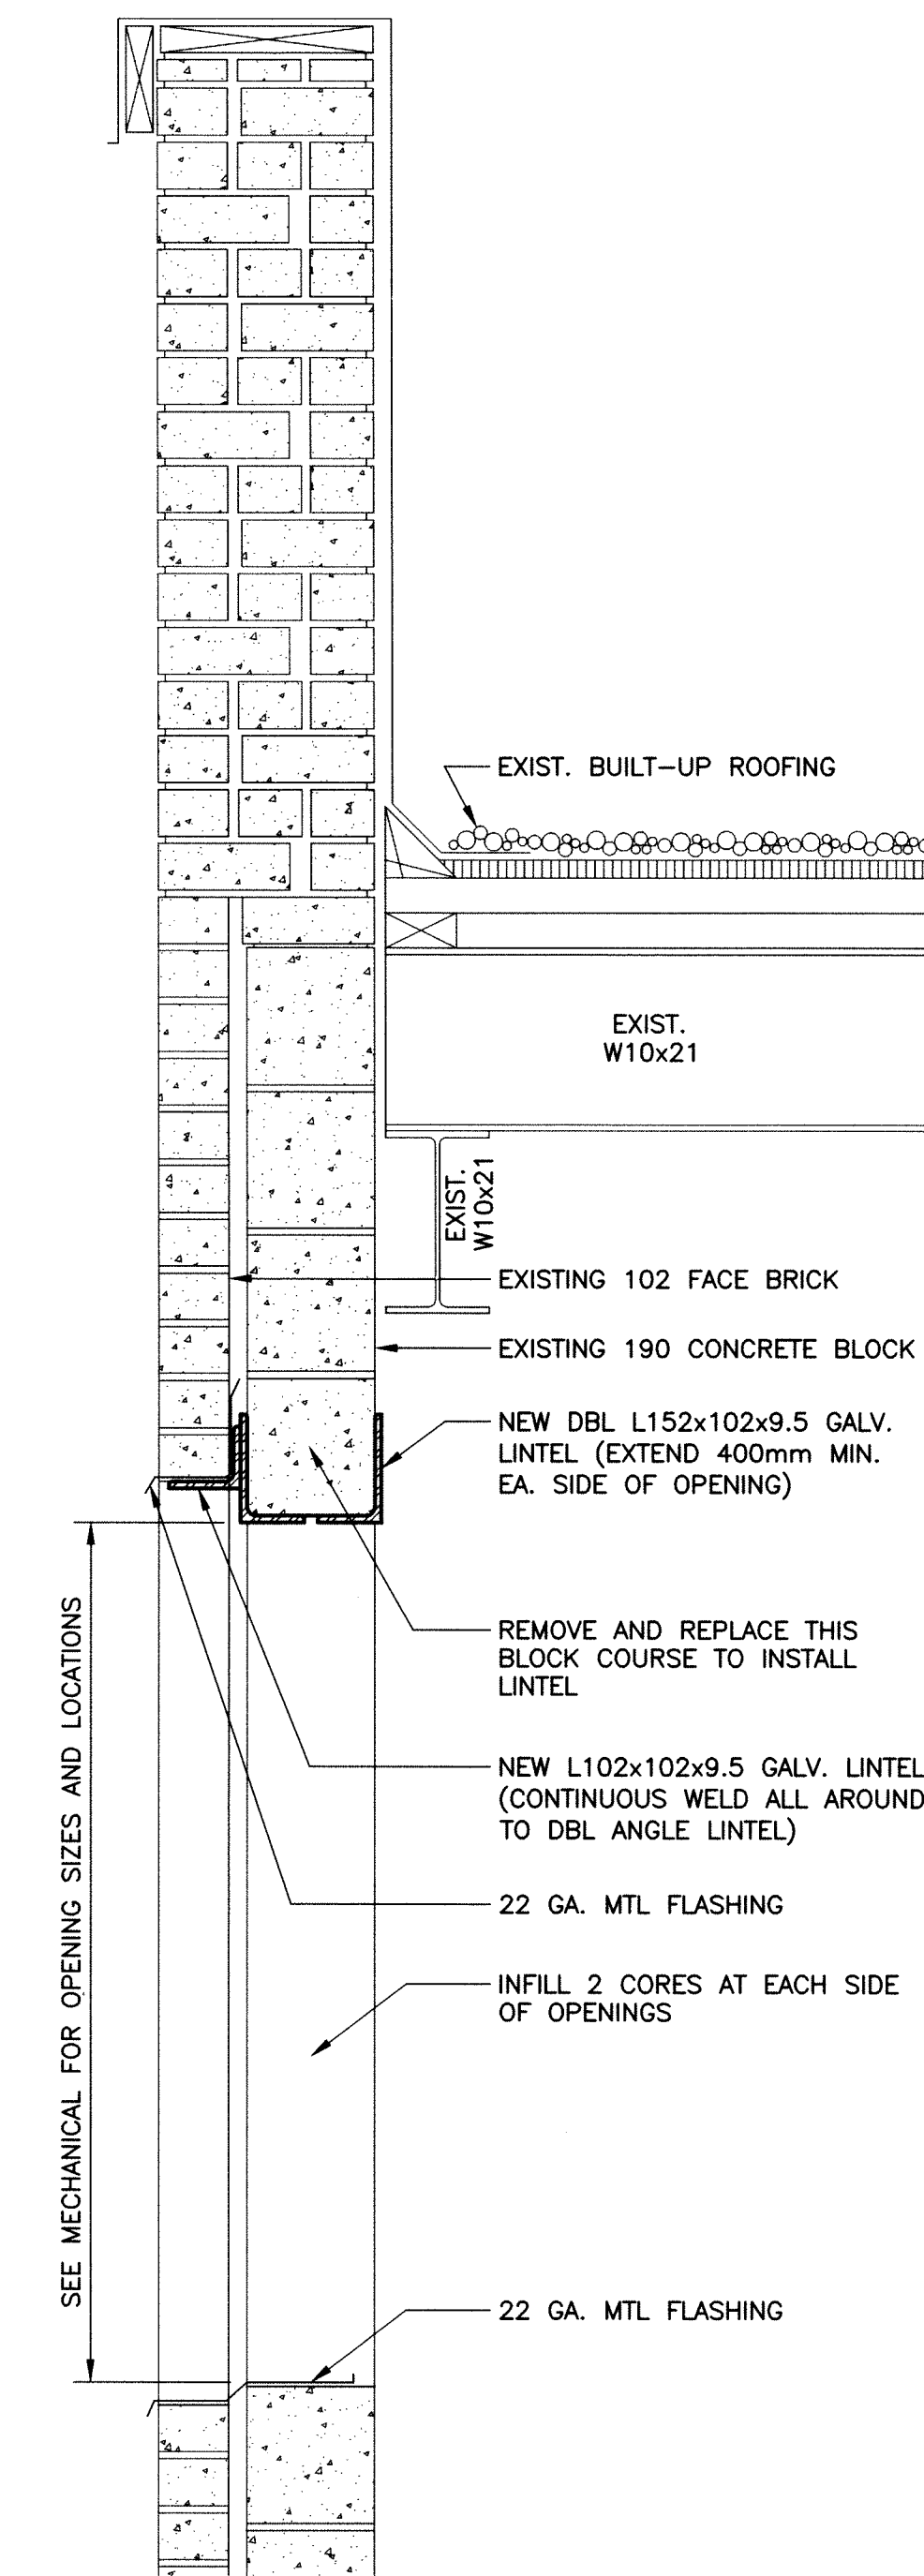 EXIST. BUILT-UP ROOFING
EXIST.
W10x21
EXIST.
W10x21
EXISTING 102 FACE BRICK
EXISTING 190 CONCRETE BLOCK
NEW DBL L152x102x9.5 GALV.
LINTEL (EXTEND 400mm MIN.
EA. SIDE OF OPENING)
REMOVE AND REPLACE THIS
BLOCK COURSE TO INSTALL
LINTEL
SEE MECHANICAL FOR OPENING SIZES AND LOCATIONS
NEW L102x102x9.5 GALV. LINTEL
(CONTINUOUS WELD ALL AROUND
TO DBL ANGLE LINTEL)
22 GA. MTL FLASHING
INFILL 2 CORES AT EACH SIDE
OF OPENINGS
22 GA. MTL FLASHING